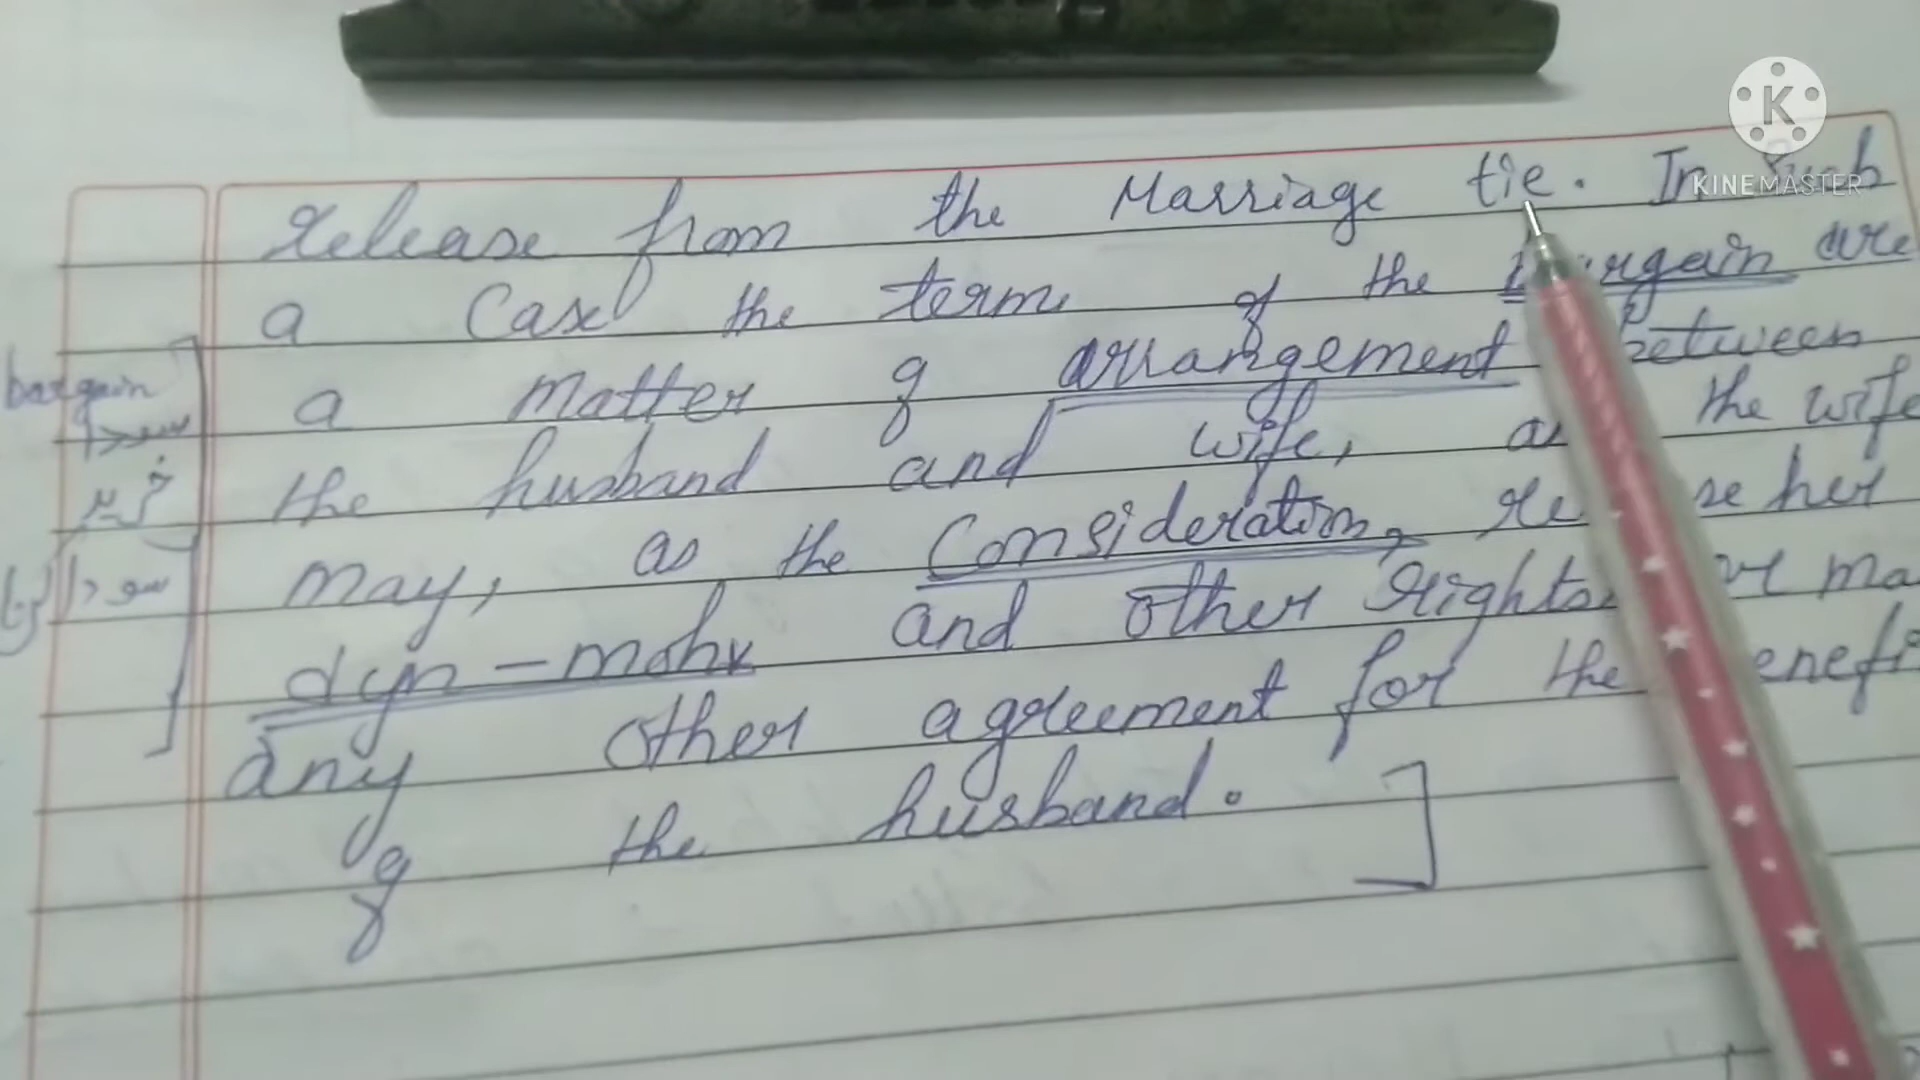 KINEMASTER
release from the Marriage tie. In such
a case the term of the bargain are
a matter of arrangement between
the husband and wife, the wife
may, as the Consideration, her
dyn-mohr and other rights
any other agreement for the
of the husband.
bargain